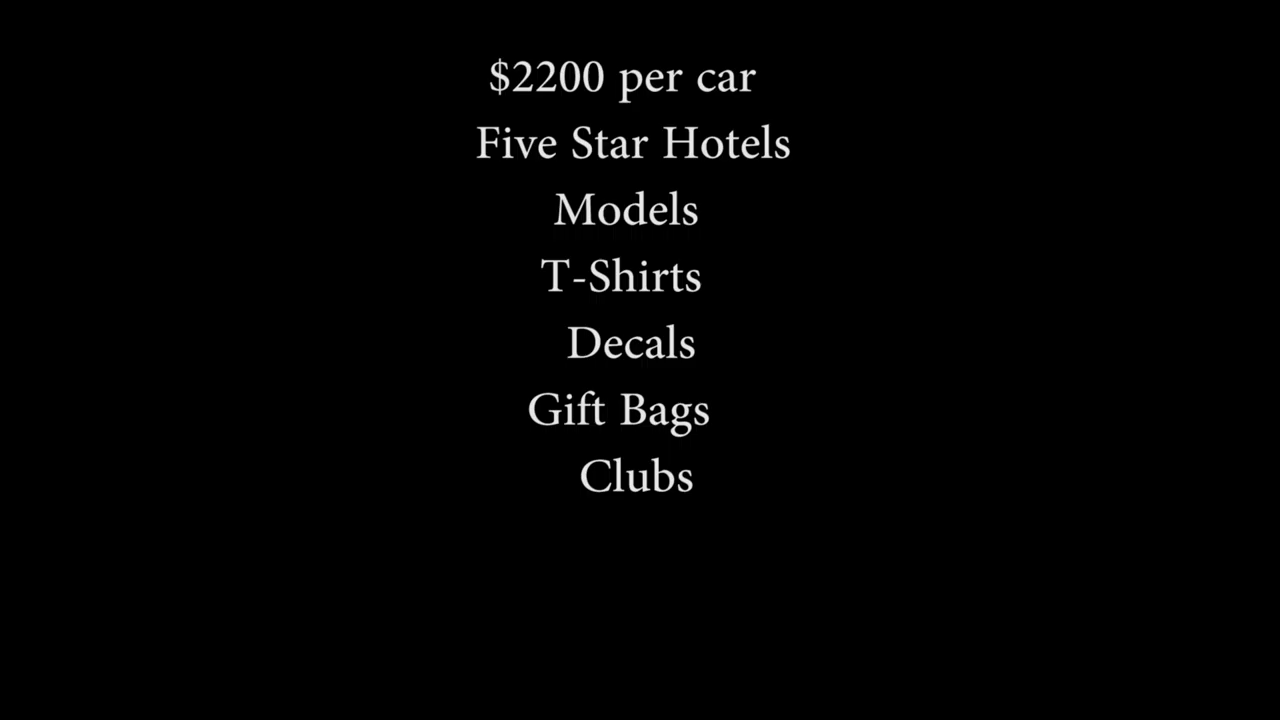 $2200 per car
Five Star Hotels
Models
T-Shirts
Decals
Gift Bags
Clubs